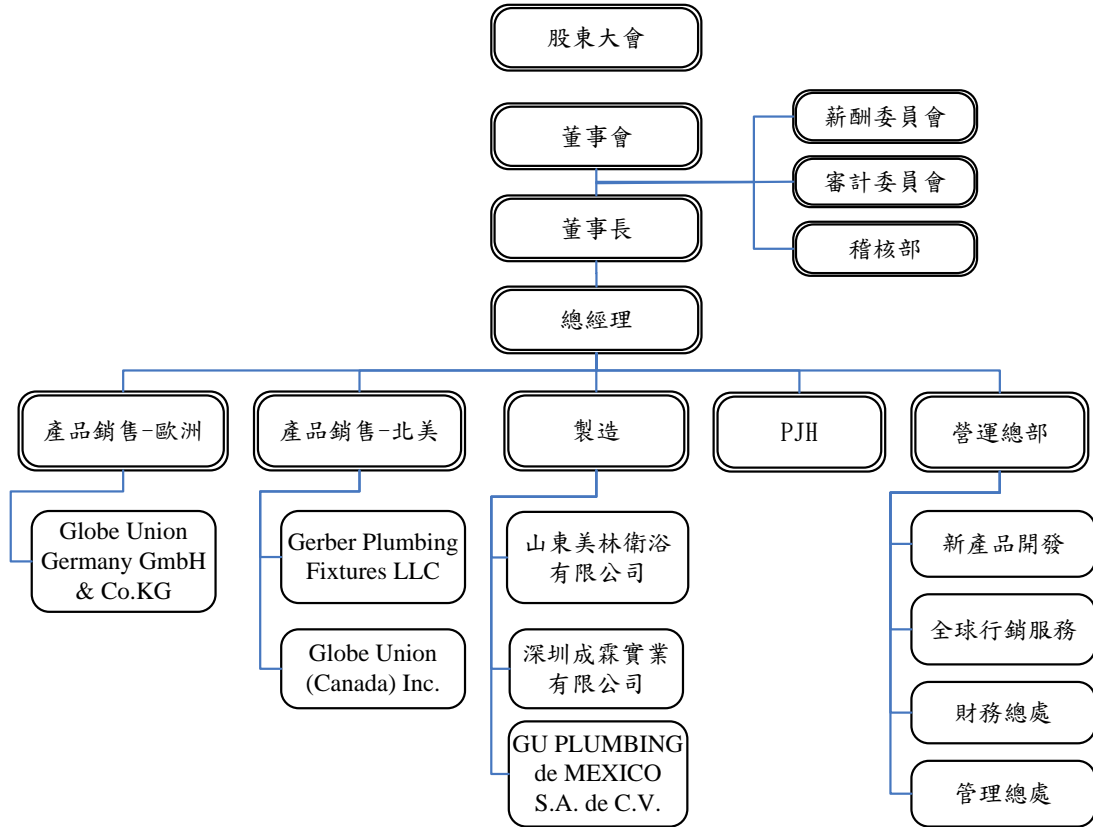 股東大會
董事會
薪酬委員會
審計委員會
董事長
稽核部
總經理
產品銷售-歐洲
產品銷售-北美
製造
PJH
營運總部
Globe Union
Germany GmbH
& Co.KG
Gerber Plumbing
Fixtures LLC
Globe Union
(Canada) Inc.
山東美林衛浴
有限公司
深圳成霖實業
有限公司
GU PLUMBING
de MEXICO
S.A. de C.V.
新產品開發
全球行銷服務
財務總處
管理總處